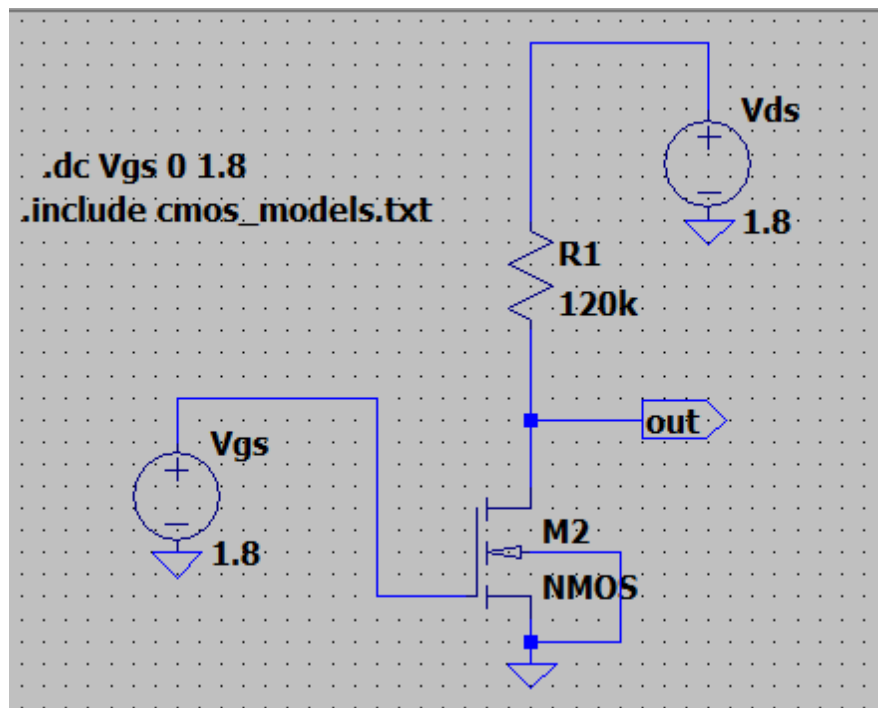 Vds
.dc Vgs 0 1.8
.include cmos_models.txt
1.8
R1
120k
out
Vgs
M2
1.8
NMOS